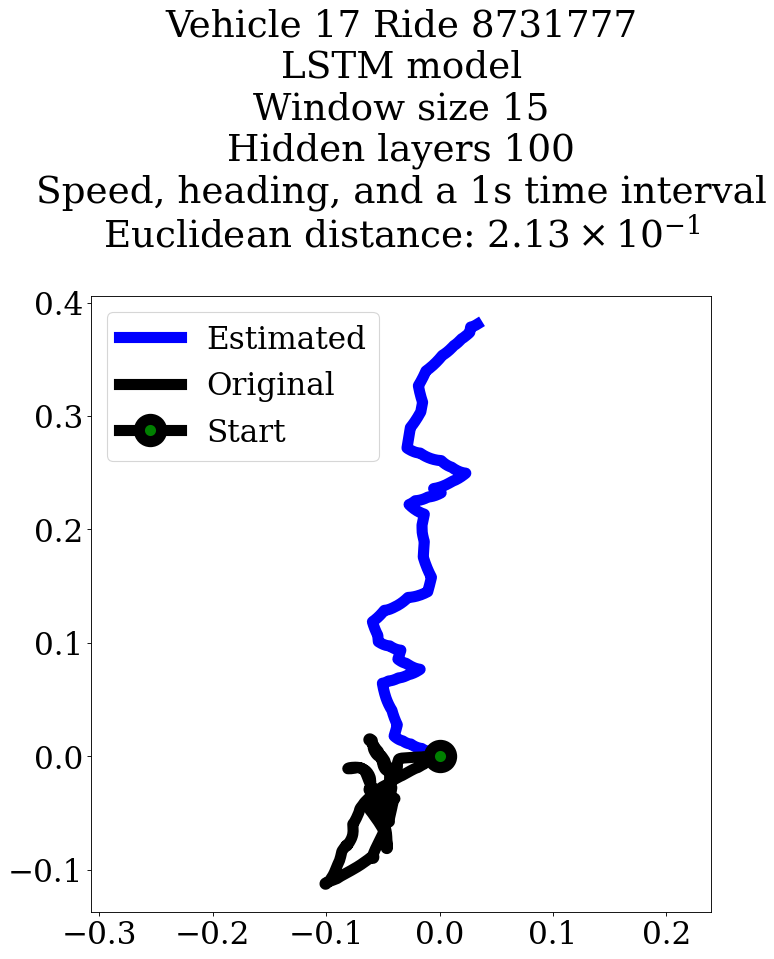 Vehicle 17 Ride 8731777
LSTM model
Window size 15
Hidden layers 100
Speed, heading, and a 1s time interval
Euclidean distance: 2.13 × 10⁻¹
0.4
0.3
0.2
0.1
0.0
−0.1
Estimated
Original
Start
−0.3 −0.2 −0.1 0.0 0.1 0.2